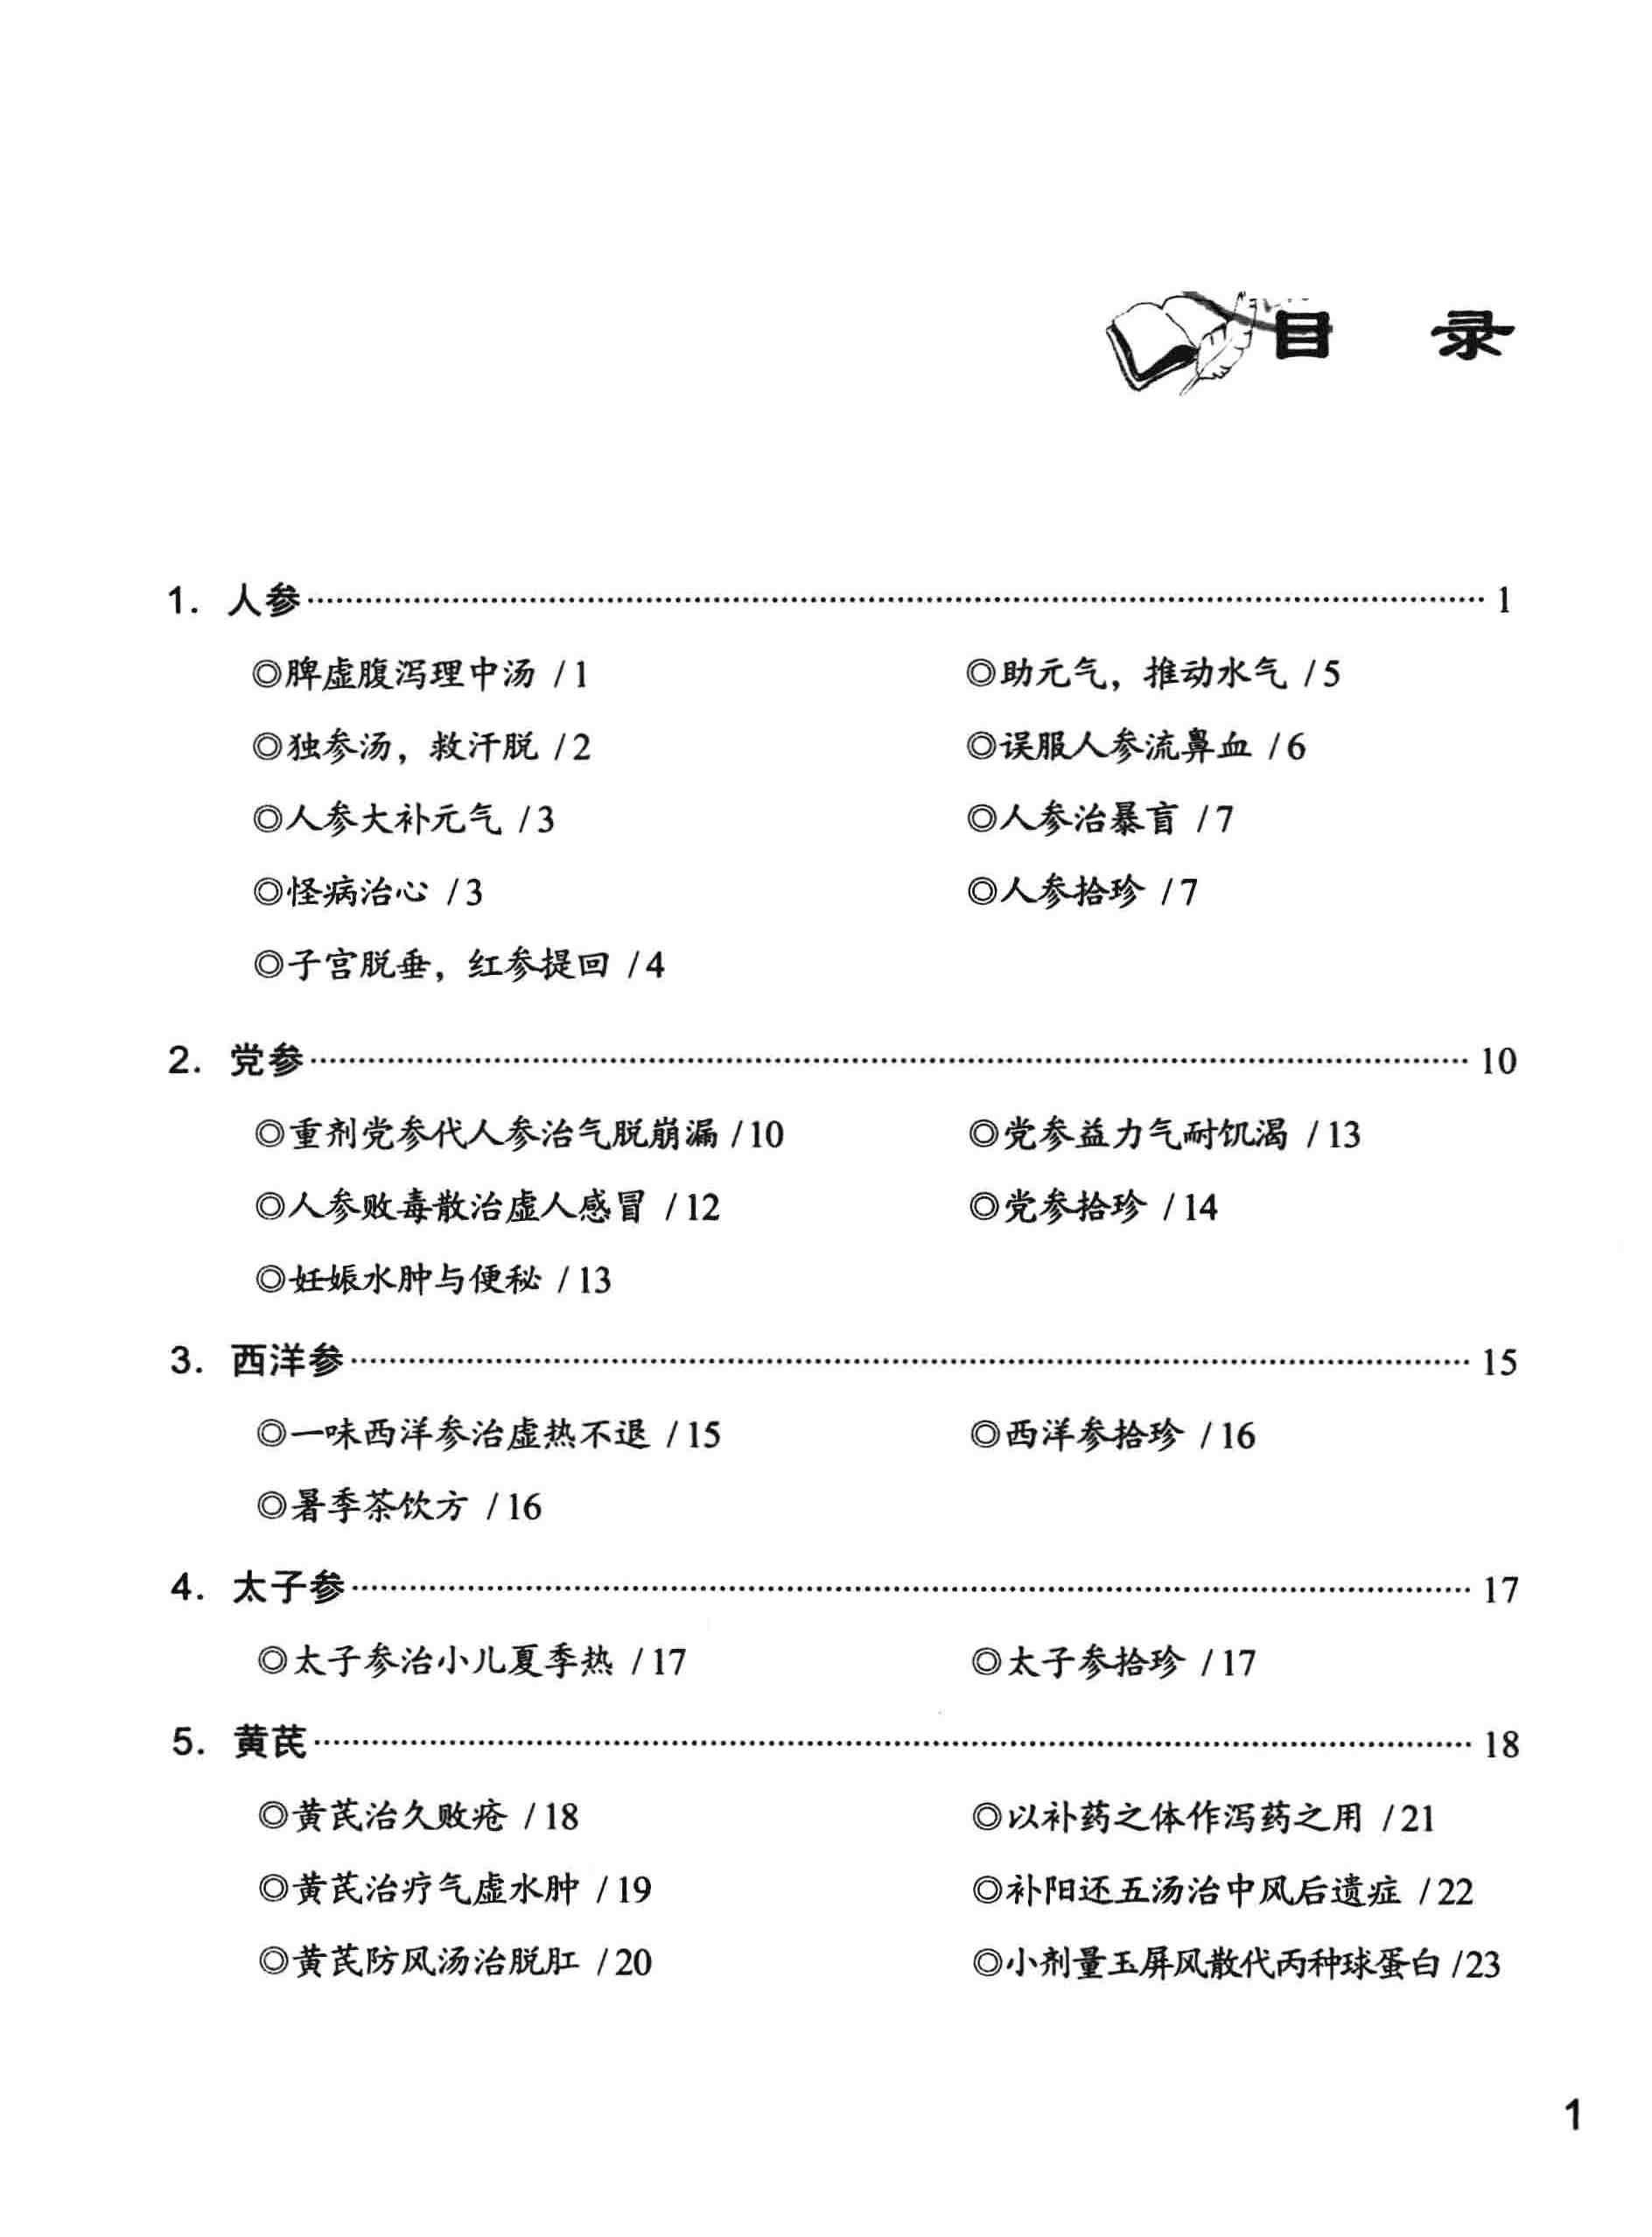 目 录
1. 人参 1
◎脾虚腹泻理中汤 /1
◎独参汤，救汗脱 /2
◎人参大补元气 /3
◎怪病治心 /3
◎子宫脱垂，红参提回 /4
◎助元气，推动水气 /5
◎误服人参流鼻血 /6
◎人参治暴盲 /7
◎人参拾珍 /7
2. 党参 10
◎重剂党参代人参治气脱崩漏 /10
◎人参败毒散治虚人感冒 /12
◎妊娠水肿与便秘 /13
◎党参益力气耐饥渴 /13
◎党参拾珍 /14
3. 西洋参 15
◎一味西洋参治虚热不退 /15
◎暑季茶饮方 /16
◎西洋参拾珍 /16
4. 太子参 17
◎太子参治小儿夏季热 /17
◎太子参拾珍 /17
5. 黄芪 18
◎黄芪治久败疮 /18
◎黄芪治疗气虚水肿 /19
◎黄芪防风汤治脱肛 /20
◎以补药之体作泻药之用 /21
◎补阳还五汤治中风后遗症 /22
◎小剂量玉屏风散代丙种球蛋白 /23
1